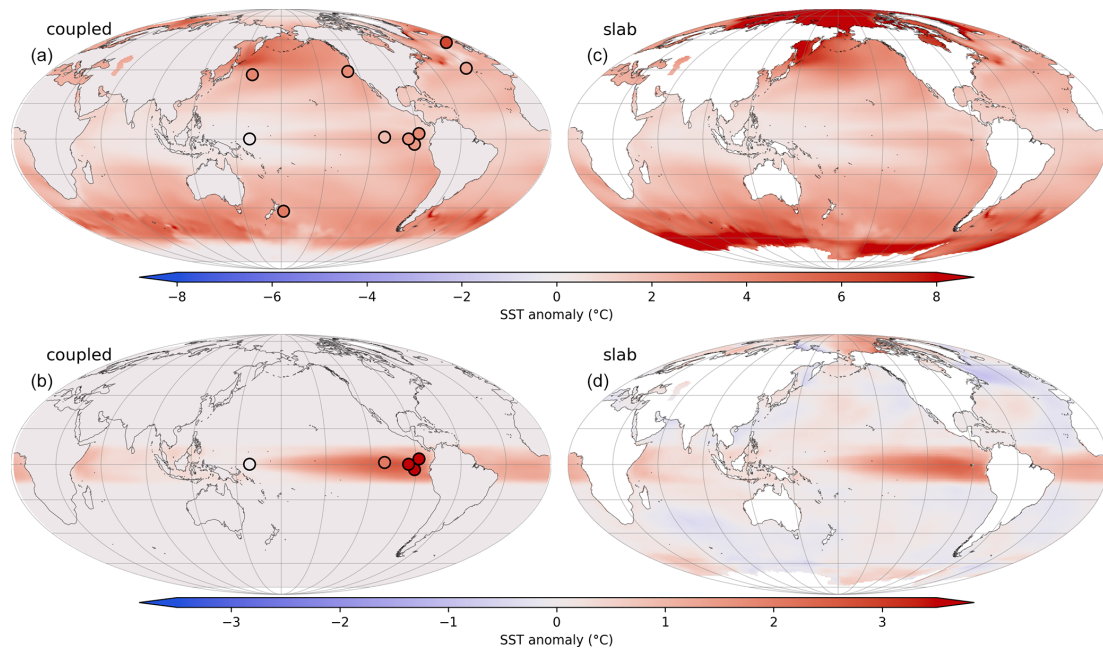 coupled
(a)
slab
(c)
−8 −6 −4 −2 0 2 4 6 8
SST anomaly (°C)
coupled
(b)
slab
(d)
−3 −2 −1 0 1 2 3
SST anomaly (°C)